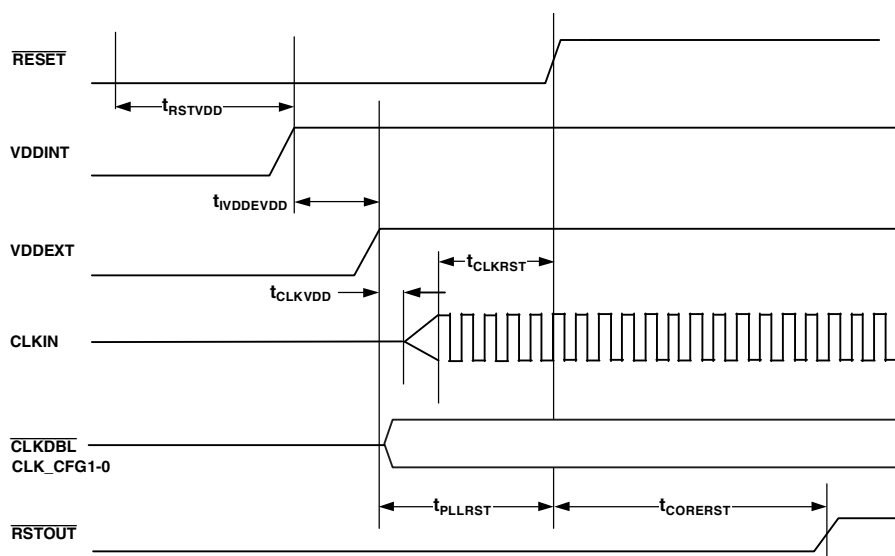 RESET
tRSTVDD
VDDINT
tIVDDEVDD
VDDEXT
tCLKRST
tCLKVDD
CLKIN
CLKDBL
CLK_CFG1-0
tPLLRST
tCORERST
RSTOUT